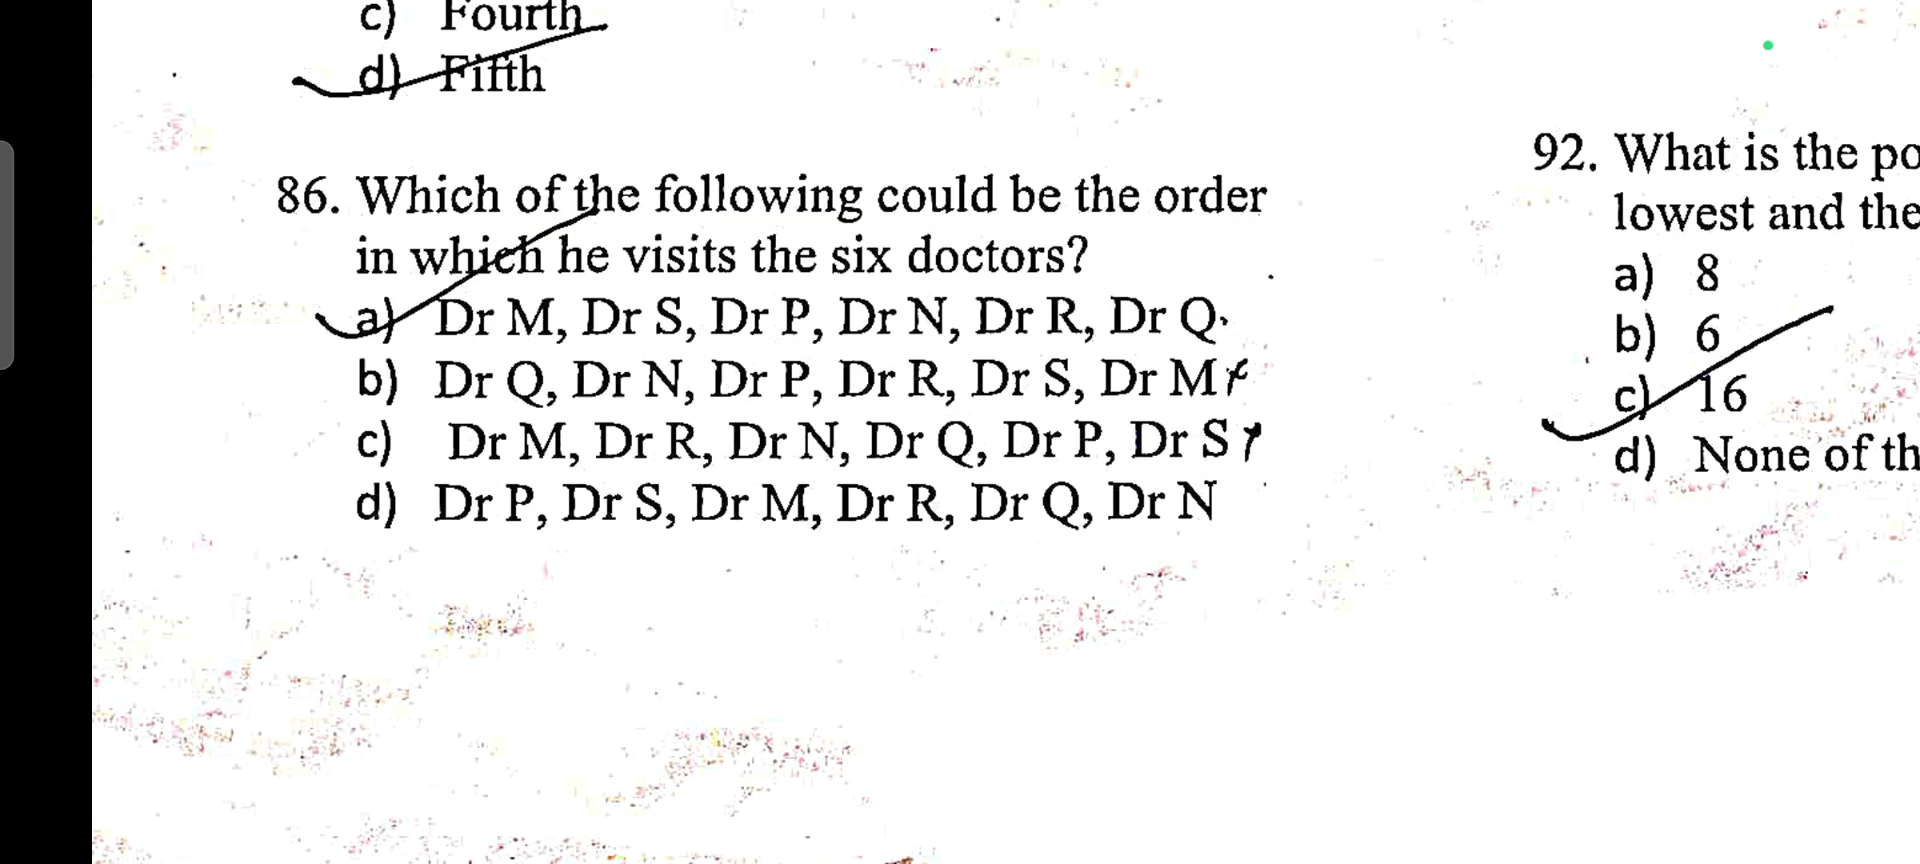 c) Fourth
d) Fifth
86. Which of the following could be the order
in which he visits the six doctors?
a) Dr M, Dr S, Dr P, Dr N, Dr R, Dr Q
b) Dr Q, Dr N, Dr P, Dr R, Dr S, Dr M
c) Dr M, Dr R, Dr N, Dr Q, Dr P, Dr S
d) Dr P, Dr S, Dr M, Dr R, Dr Q, Dr N
92. What is the po
lowest and the
a) 8
b) 6
c) 16
d) None of th